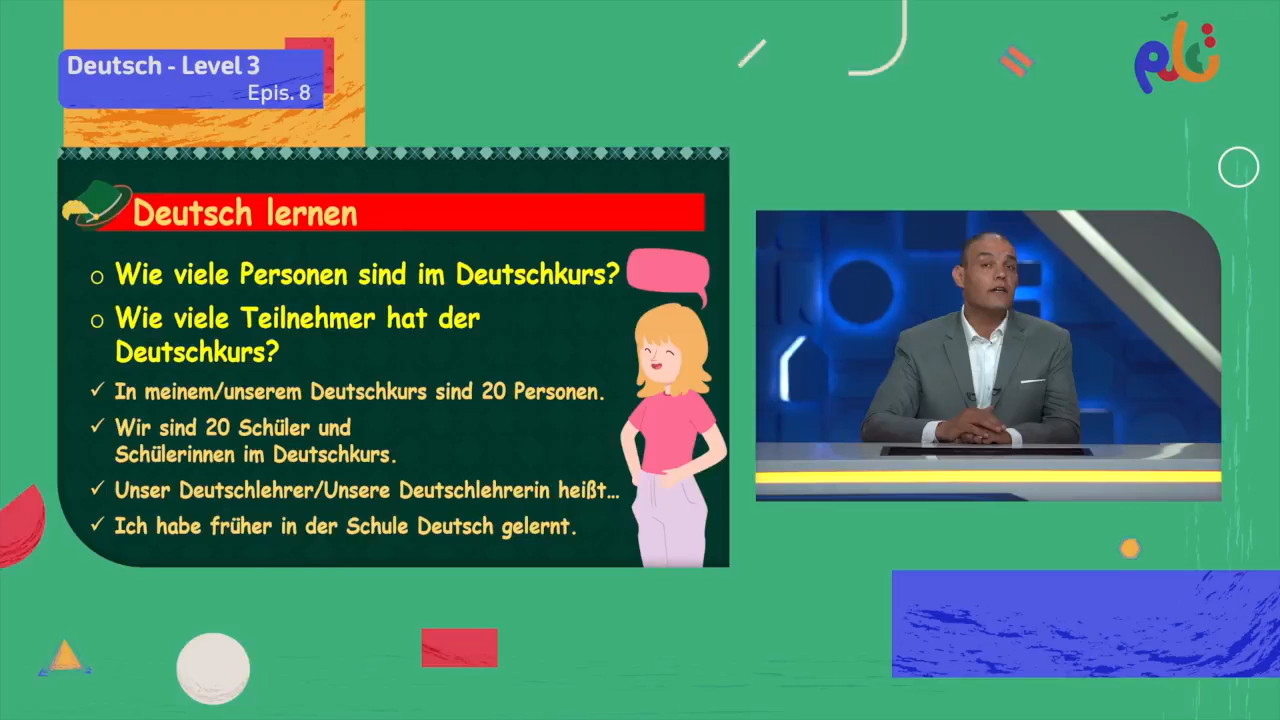 Deutsch - Level 3
Epis. 8
Deutsch lernen
o Wie viele Personen sind im Deutschkurs?
o Wie viele Teilnehmer hat der
Deutschkurs?
✓ In meinem/unserem Deutschkurs sind 20 Personen.
✓ Wir sind 20 Schüler und
Schülerinnen im Deutschkurs.
✓ Unser Deutschlehrer/Unsere Deutschlehrerin heißt...
✓ Ich habe früher in der Schule Deutsch gelernt.